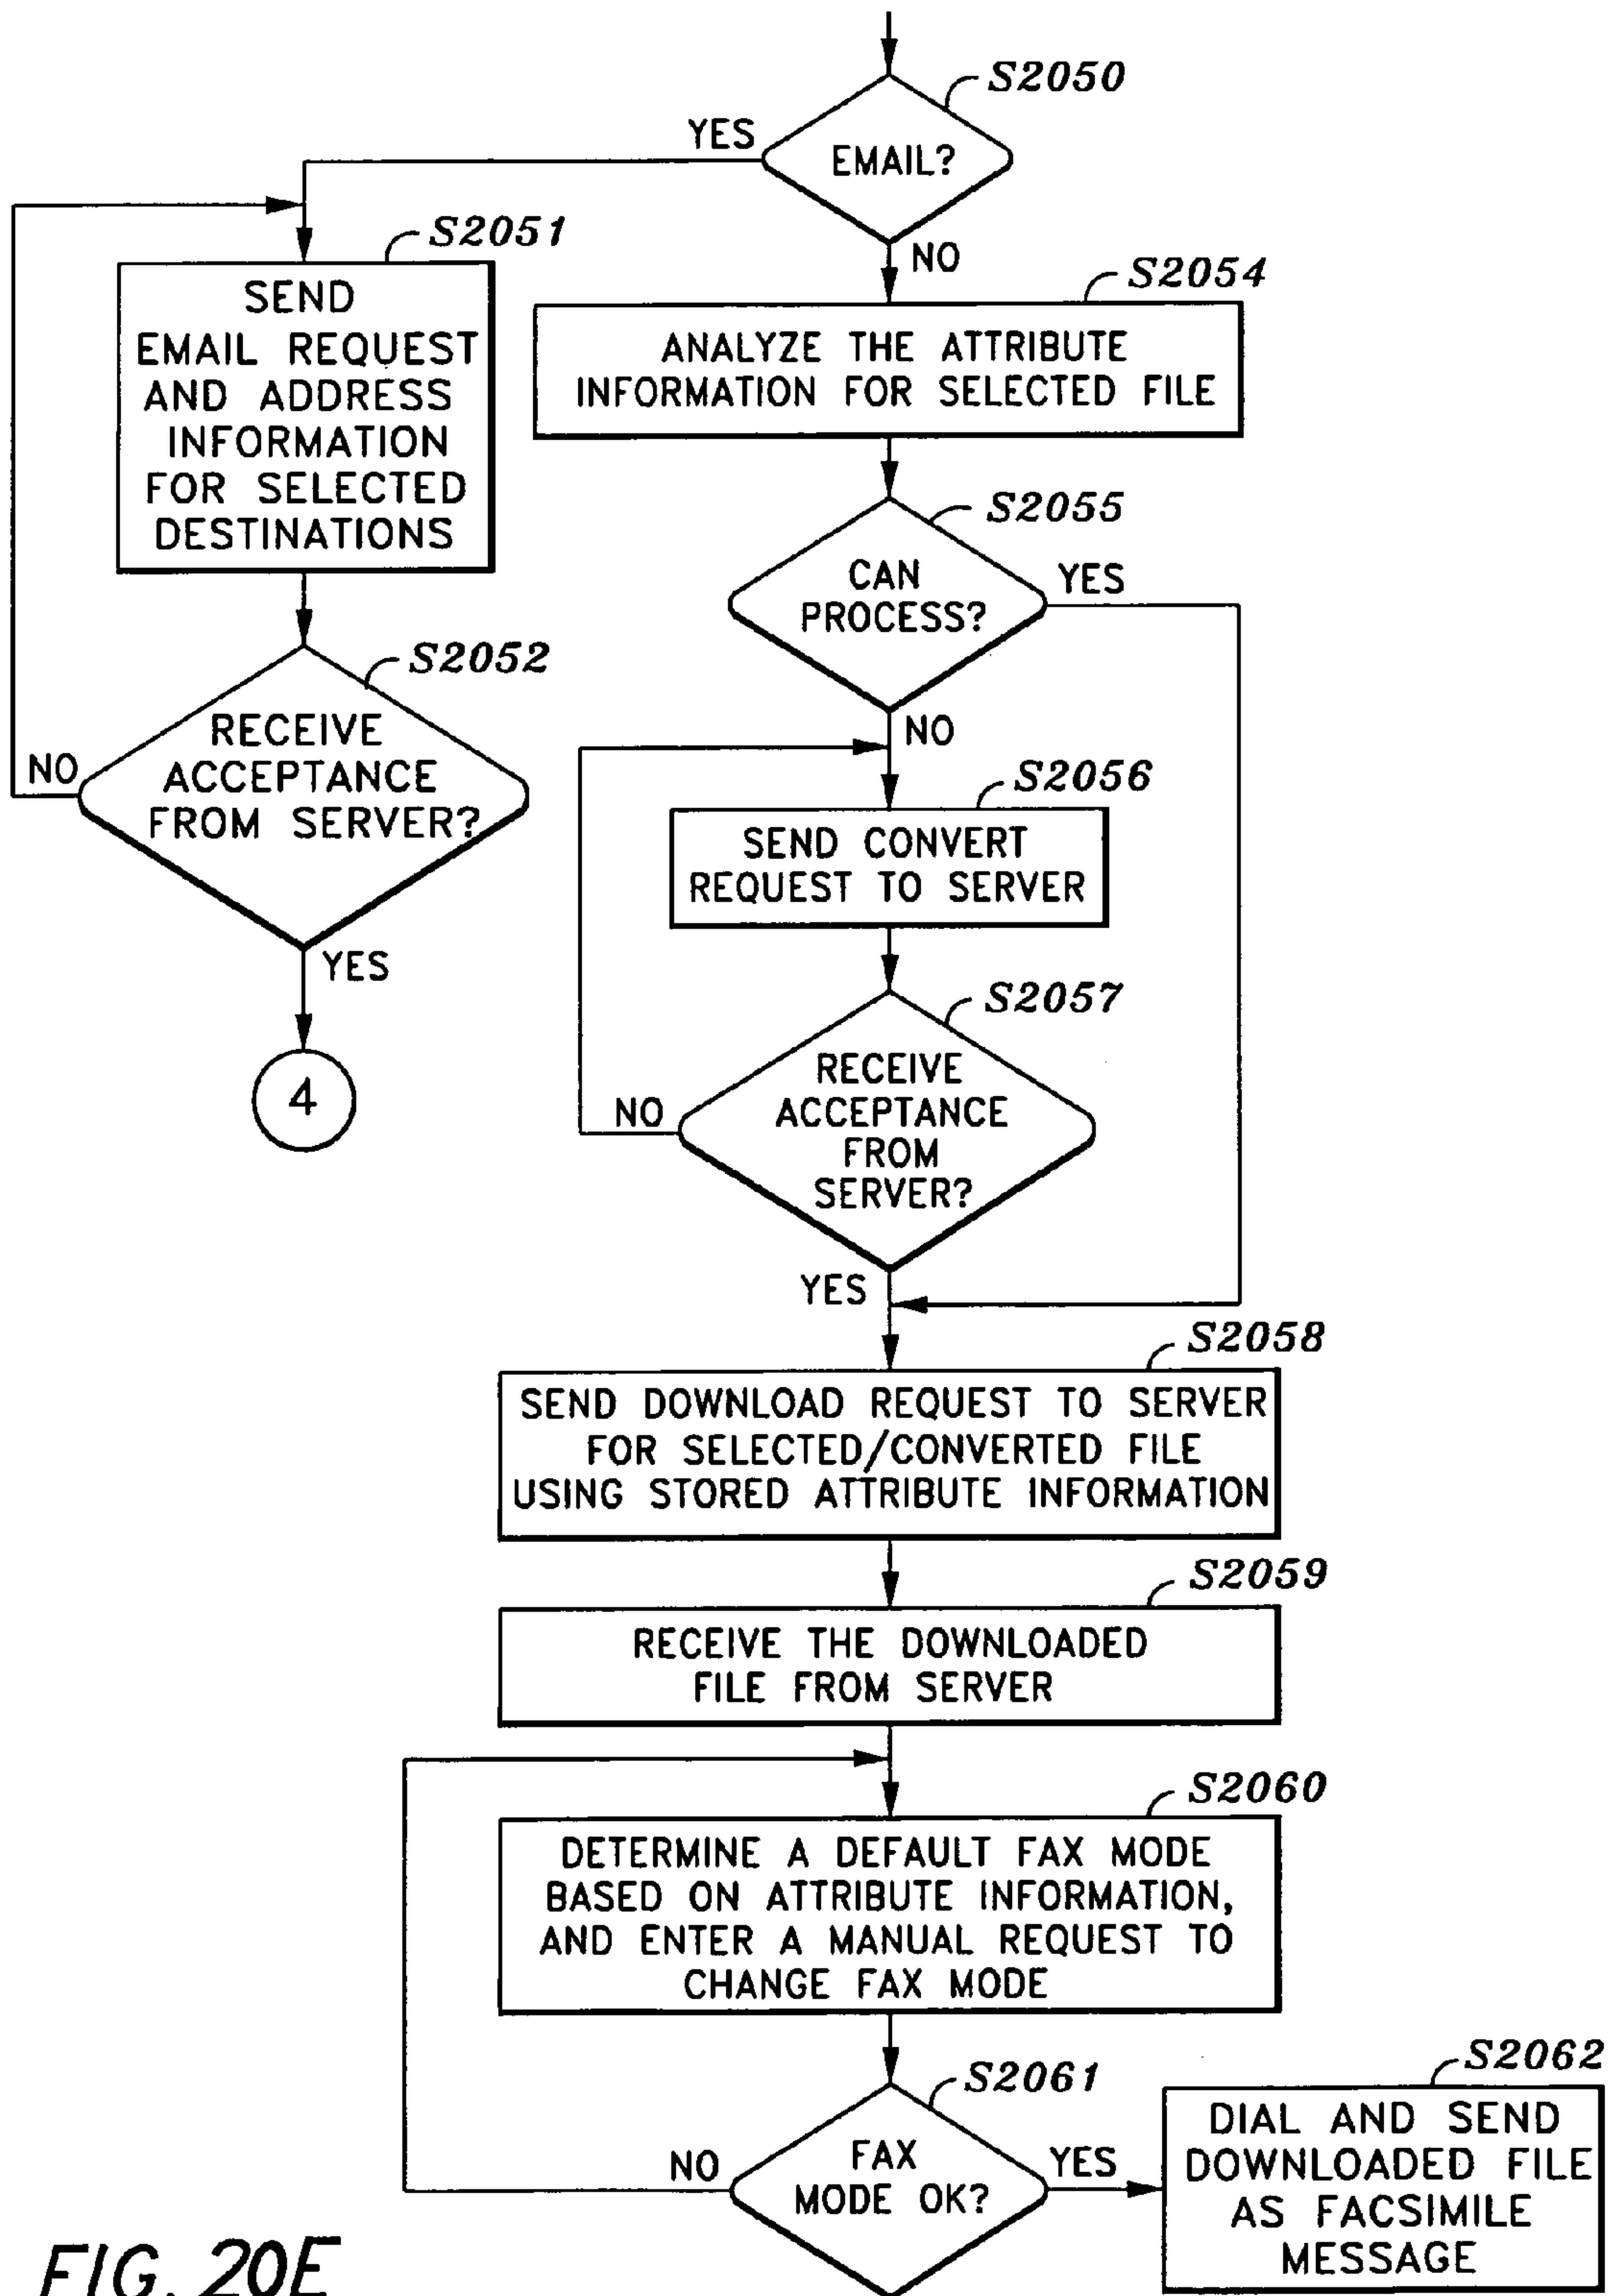 S2050
YES
EMAIL?
NO
S2051
SEND
EMAIL REQUEST
AND ADDRESS
INFORMATION
FOR SELECTED
DESTINATIONS
S2054
ANALYZE THE ATTRIBUTE
INFORMATION FOR SELECTED FILE
S2055
CAN
PROCESS?
YES
NO
S2052
RECEIVE
ACCEPTANCE
FROM SERVER?
NO
YES
4
S2056
SEND CONVERT
REQUEST TO SERVER
S2057
RECEIVE
ACCEPTANCE
FROM
SERVER?
NO
YES
S2058
SEND DOWNLOAD REQUEST TO SERVER
FOR SELECTED/CONVERTED FILE
USING STORED ATTRIBUTE INFORMATION
S2059
RECEIVE THE DOWNLOADED
FILE FROM SERVER
S2060
DETERMINE A DEFAULT FAX MODE
BASED ON ATTRIBUTE INFORMATION,
AND ENTER A MANUAL REQUEST TO
CHANGE FAX MODE
S2061
FAX
MODE OK?
NO
YES
S2062
DIAL AND SEND
DOWNLOADED FILE
AS FACSIMILE
MESSAGE
FIG. 20E